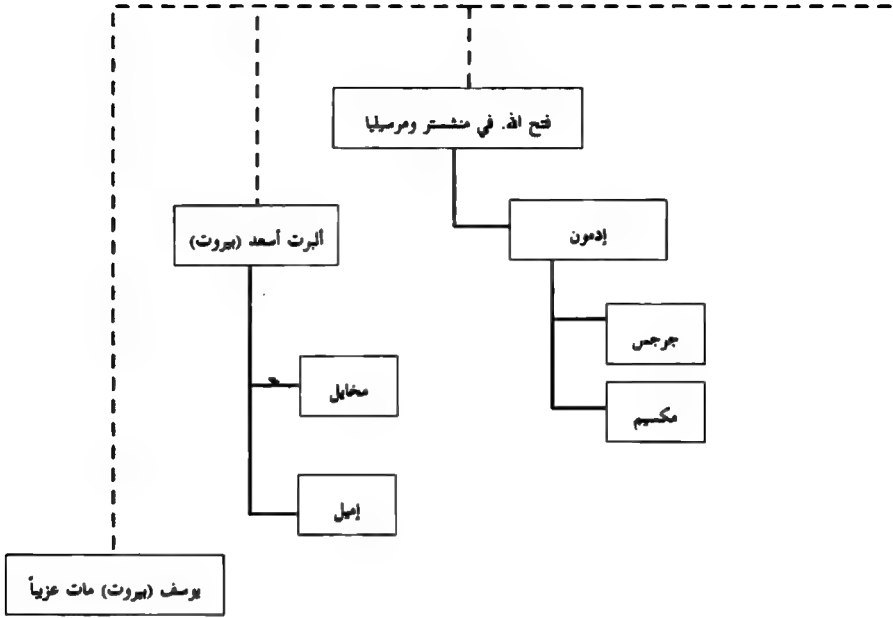 فتح الله. في منشستر ومرسيليا
ألبرت أسعد (بيروت)
إدمون
جرجس
مخايل
مكسيم
إميل
يوسف (بيروت) مات عزيباً